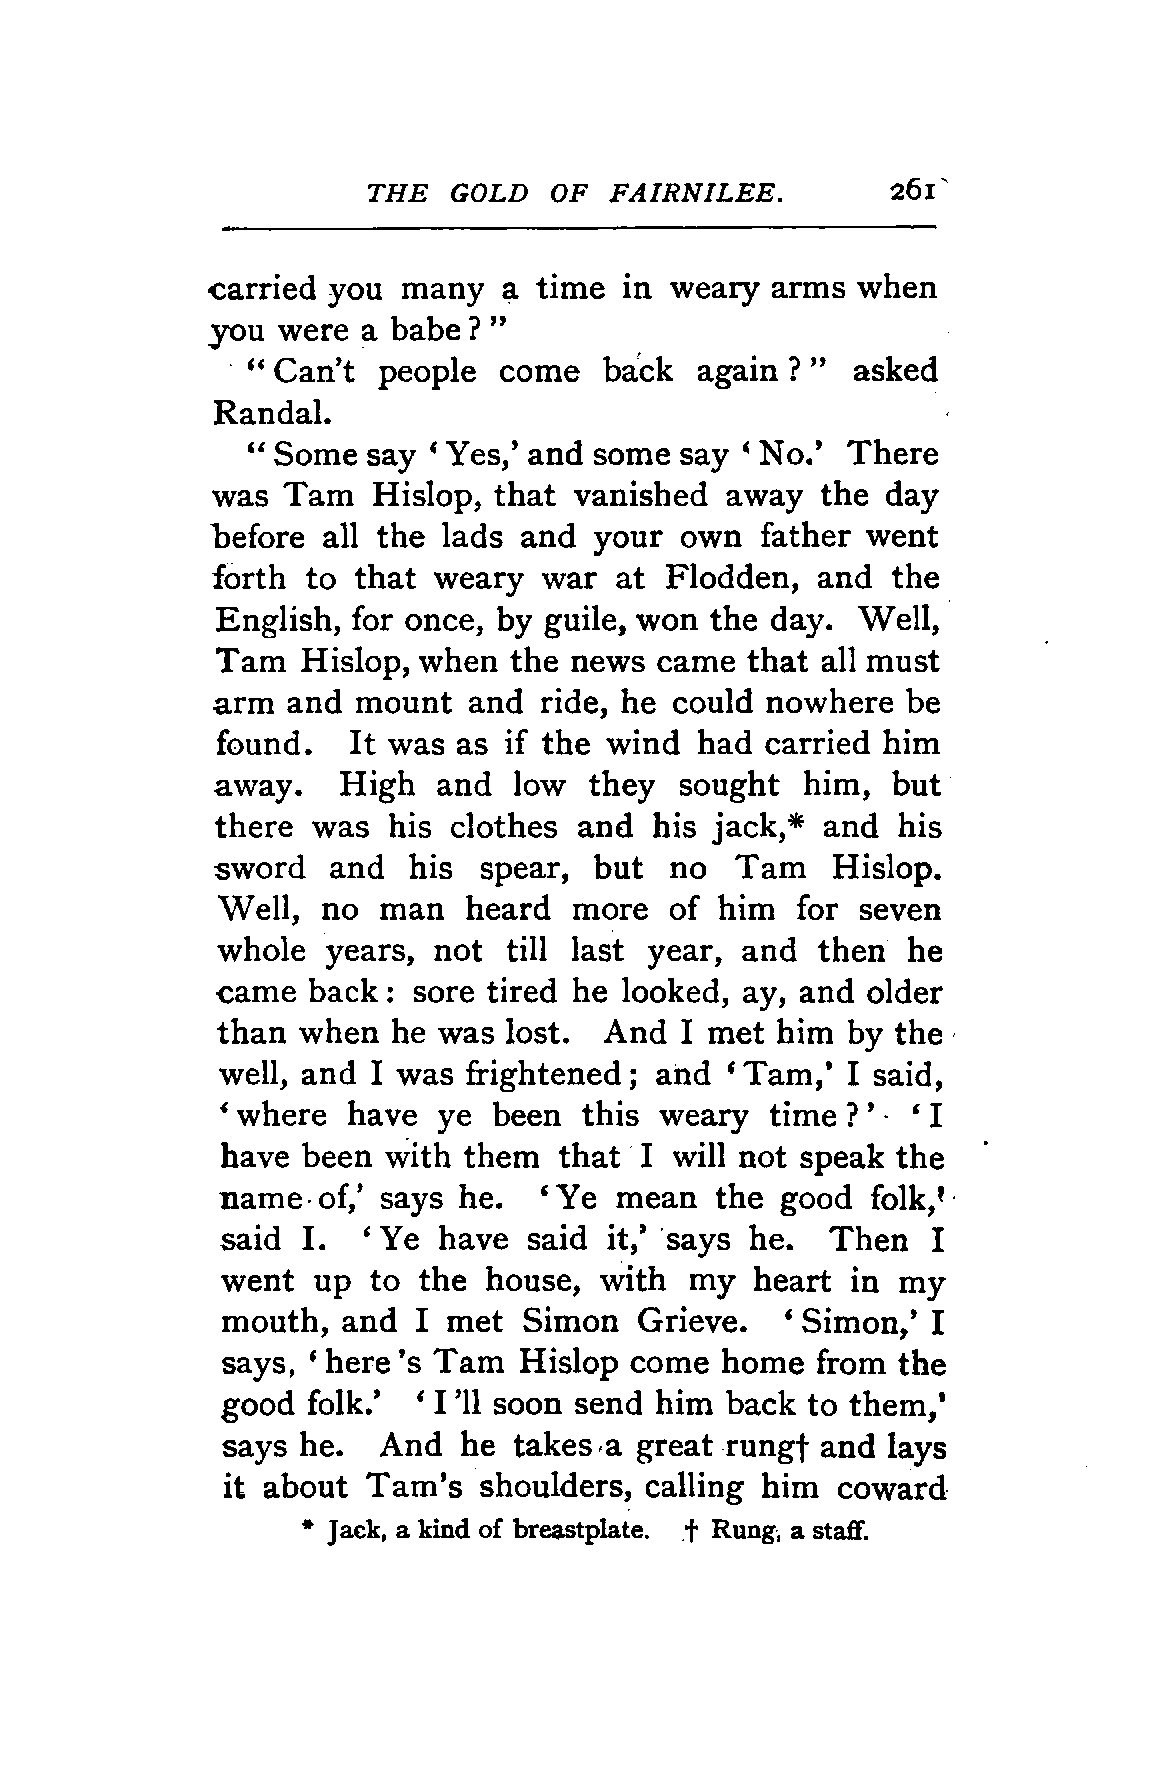 THE GOLD OF FAIRNILEE. 261
carried you many a time in weary arms when
you were a babe?"
"Can't people come back again?" asked
Randal.
"Some say 'Yes,' and some say 'No.' There
was Tam Hislop, that vanished away the day
before all the lads and your own father went
forth to that weary war at Flodden, and the
English, for once, by guile, won the day. Well,
Tam Hislop, when the news came that all must
arm and mount and ride, he could nowhere be
found. It was as if the wind had carried him
away. High and low they sought him, but
there was his clothes and his jack,* and his
sword and his spear, but no Tam Hislop.
Well, no man heard more of him for seven
whole years, not till last year, and then he
came back: sore tired he looked, ay, and older
than when he was lost. And I met him by the
well, and I was frightened; and 'Tam,' I said,
'where have ye been this weary time?' 'I
have been with them that I will not speak the
name of,' says he. 'Ye mean the good folk,'
said I. 'Ye have said it,' says he. Then I
went up to the house, with my heart in my
mouth, and I met Simon Grieve. 'Simon,' I
says, 'here's Tam Hislop come home from the
good folk.' 'I'll soon send him back to them,'
says he. And he takes a great rung† and lays
it about Tam's shoulders, calling him coward
* Jack, a kind of breastplate. † Rung, a staff.